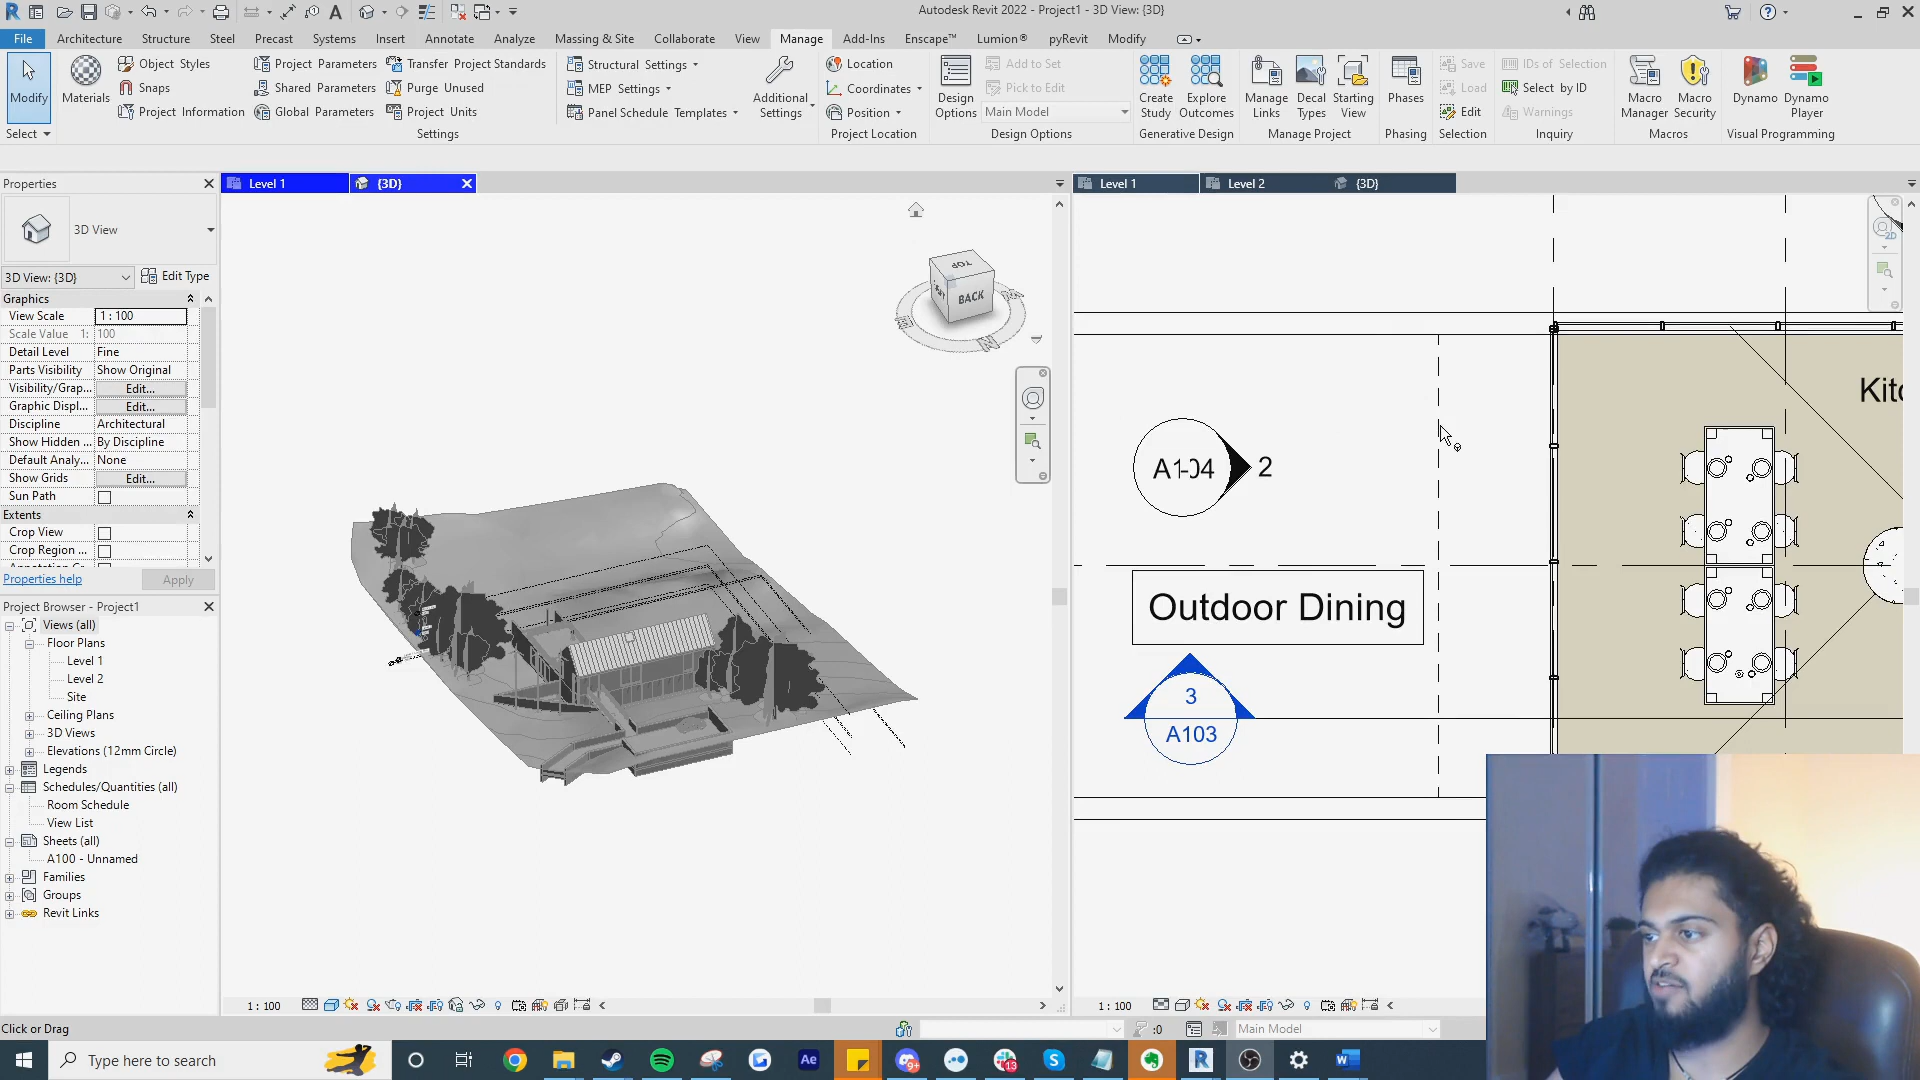 Autodesk Revit 2022 - Project1 - 3D View: {3D}
File Architecture Structure Steel Precast Systems Insert Annotate Analyze Massing & Site Collaborate View Manage Add-Ins Enscape™ Lumion® pyRevit Modify
Modify
Select
Materials
Object Styles
Snaps
Project Information
Project Parameters
Shared Parameters
Global Parameters
Transfer Project Standards
Purge Unused
Project Units
Settings
Structural Settings
MEP Settings
Panel Schedule Templates
Additional Settings
Location
Coordinates
Position
Project Location
Design Options
Add to Set
Pick to Edit
Main Model
Design Options
Create Study
Explore Outcomes
Generative Design
Manage Links
Decal Types
Starting View
Manage Project
Phases
Phasing
Save
Load
Edit
Selection
IDs of Selection
Select by ID
Warnings
Inquiry
Macro Manager
Macro Security
Macros
Dynamo
Dynamo Player
Visual Programming
Properties
3D View
3D View: {3D}
Edit Type
Graphics
View Scale 1 : 100
Scale Value 1: 100
Detail Level Fine
Parts Visibility Show Original
Visibility/Grap... Edit...
Graphic Displ... Edit...
Discipline Architectural
Show Hidden ... By Discipline
Default Analy... None
Show Grids Edit...
Sun Path
Extents
Crop View
Crop Region ...
Properties help
Apply
Project Browser - Project1
Views (all)
Floor Plans
Level 1
Level 2
Site
Ceiling Plans
3D Views
Elevations (12mm Circle)
Legends
Schedules/Quantities (all)
Room Schedule
View List
Sheets (all)
A100 - Unnamed
Families
Groups
Revit Links
Level 1
{3D}
TOP
BACK
1 : 100
Level 1
Level 2
{3D}
2D
Kitc
A1-04
2
Outdoor Dining
3
A103
1 : 100
Click or Drag
:0
Main Model
Type here to search
Ae
9+
13